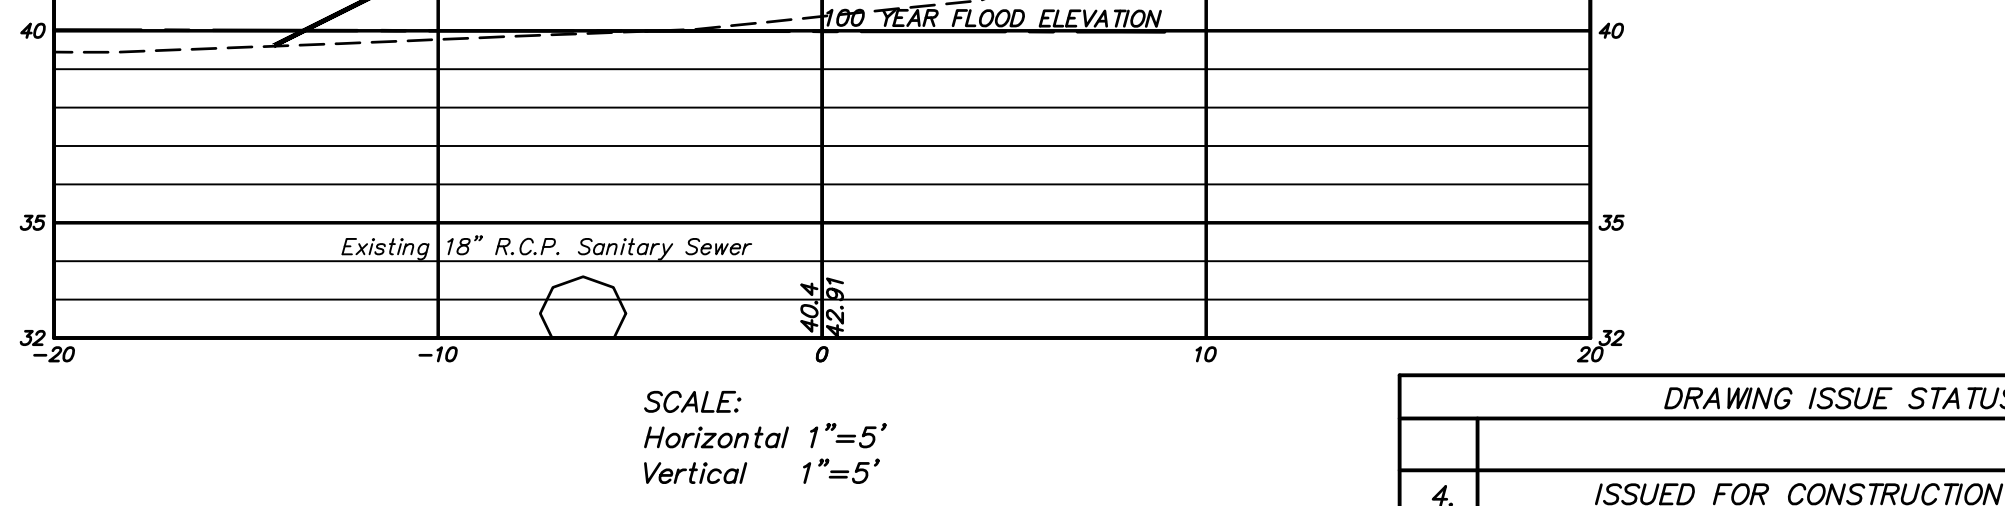 100 YEAR FLOOD ELEVATION
40 40
35 35
Existing 18" R.C.P. Sanitary Sewer
40.4
42.91
32 32
-20 -10 0 10 20
SCALE:
Horizontal 1"=5'
Vertical 1"=5'
DRAWING ISSUE STATUS
4. ISSUED FOR CONSTRUCTION